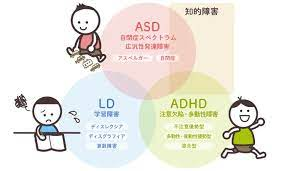 ASD
自閉症スペクトラム
広汎性発達障害
アスペルガー
自閉症
知的障害
LD
学習障害
ディスレクシア
ディスグラフィア
算数障害
ADHD
注意欠陥・多動性障害
不注意優勢型
多動性・衝動性優勢型
混合型